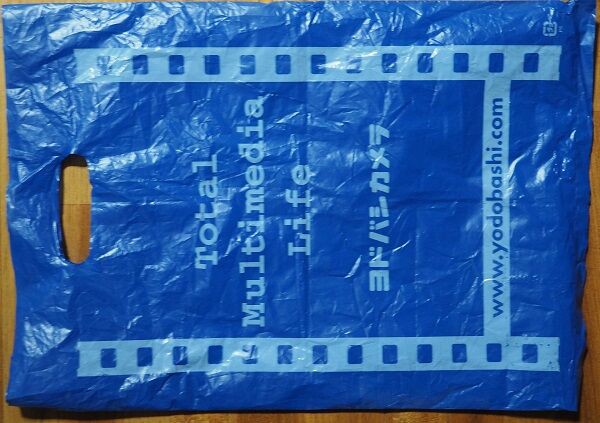 Total
Multimedia
Life
ヨドバシカメラ
www.yodobashi.com